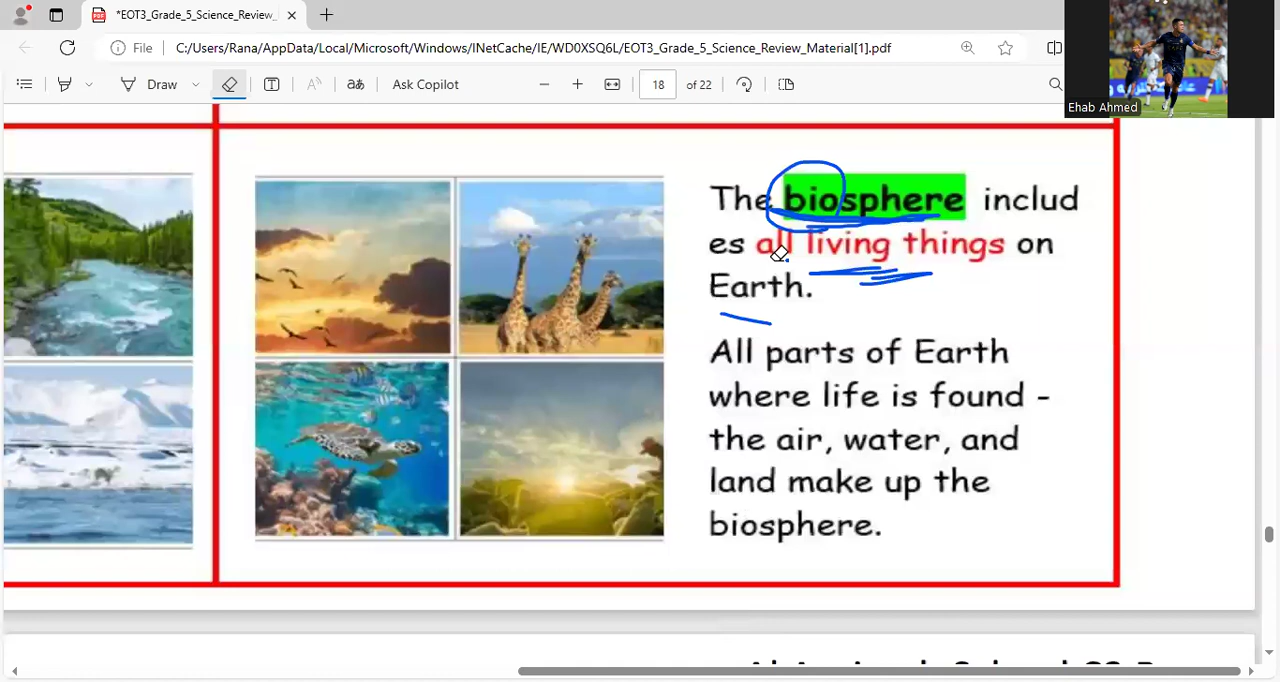 *EOT3_Grade_5_Science_Review_
File
C:/Users/Rana/AppData/Local/Microsoft/Windows/INetCache/IE/WD0XSQ6L/EOT3_Grade_5_Science_Review_Material[1].pdf
Draw
aあ
Ask Copilot
18
of 22
Ehab Ahmed
The biosphere includ
es all living things on
Earth.
All parts of Earth
where life is found -
the air, water, and
land make up the
biosphere.